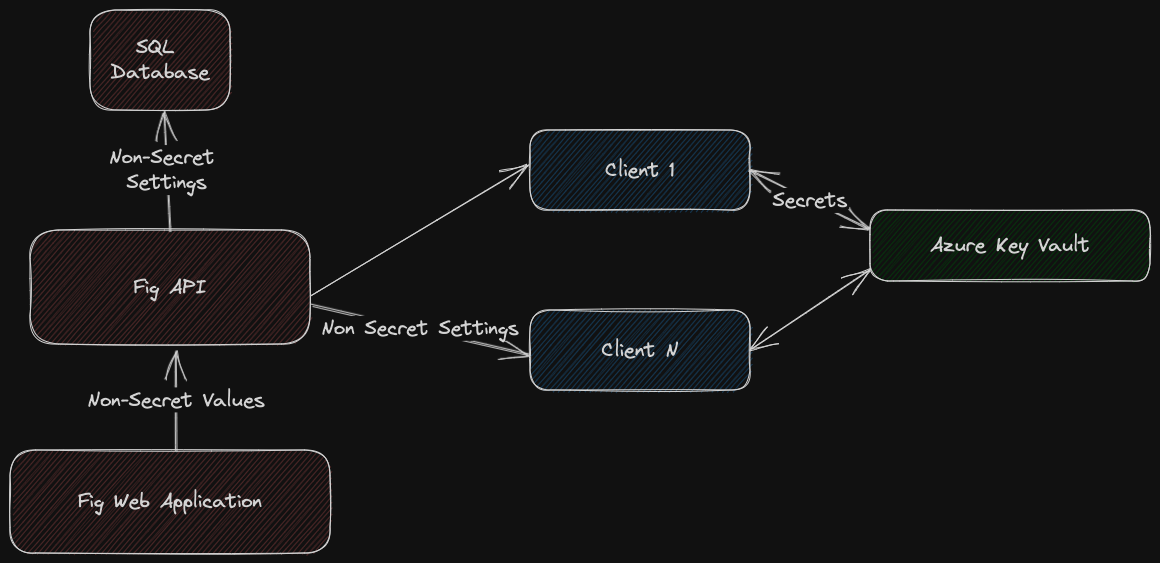 SQL
Database
Non-Secret
Settings
Client 1
Secrets
Azure Key Vault
Fig API
Non Secret Settings
Client N
Non-Secret Values
Fig Web Application